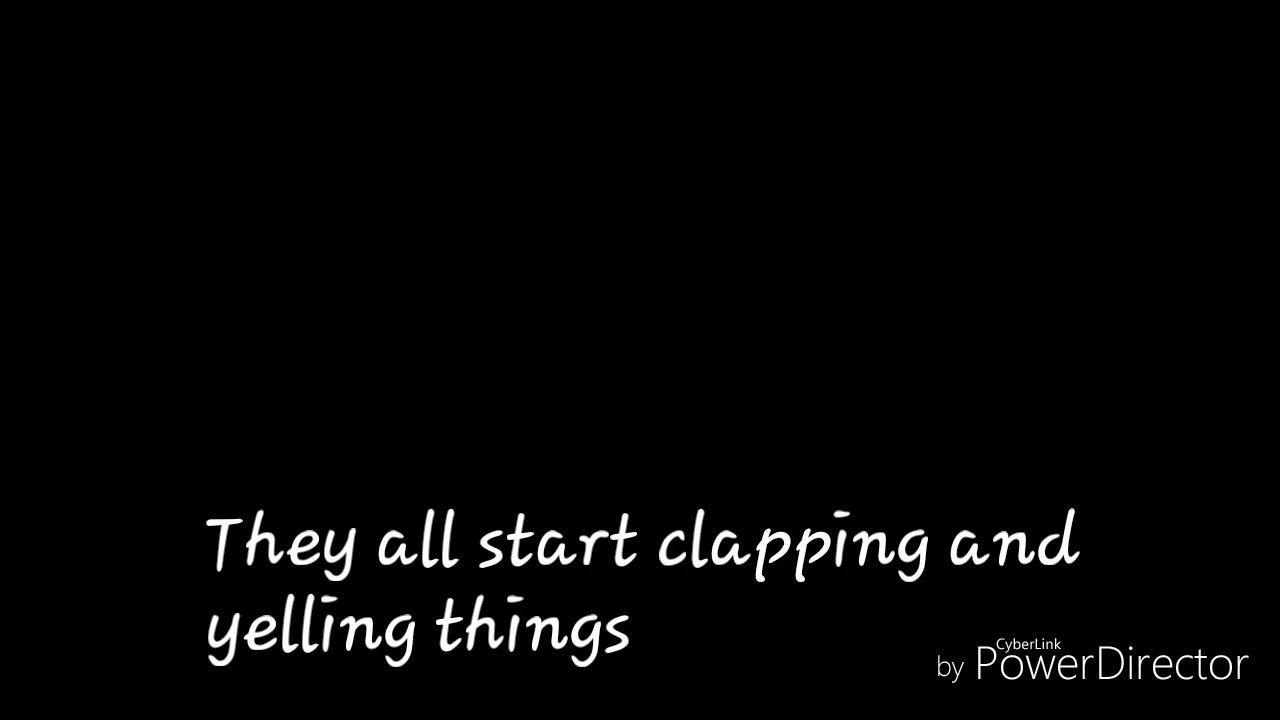 They all start clapping and
yelling things
CyberLink
by PowerDirector